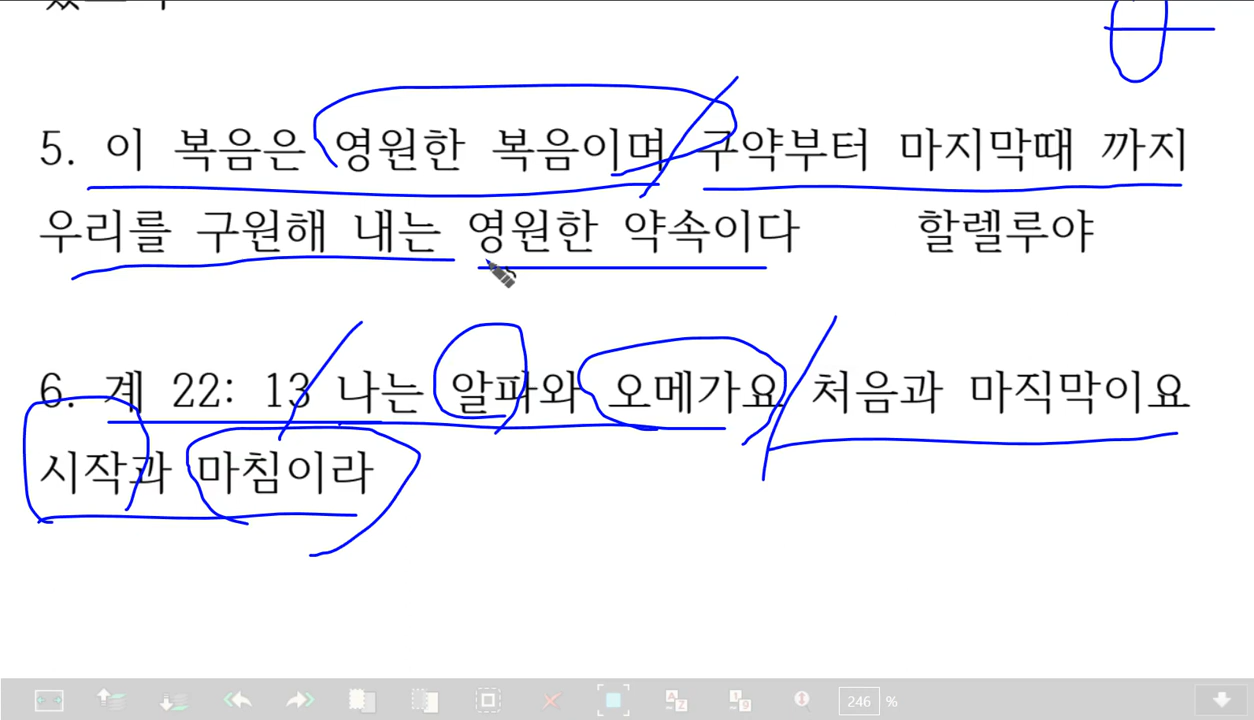 5. 이 복음은 영원한 복음이며 구약부터 마지막때 까지
우리를 구원해 내는 영원한 약속이다 할렐루야
6. 계 22: 13 나는 알파와 오메가요 처음과 마직막이요
시작과 마침이라
246 %